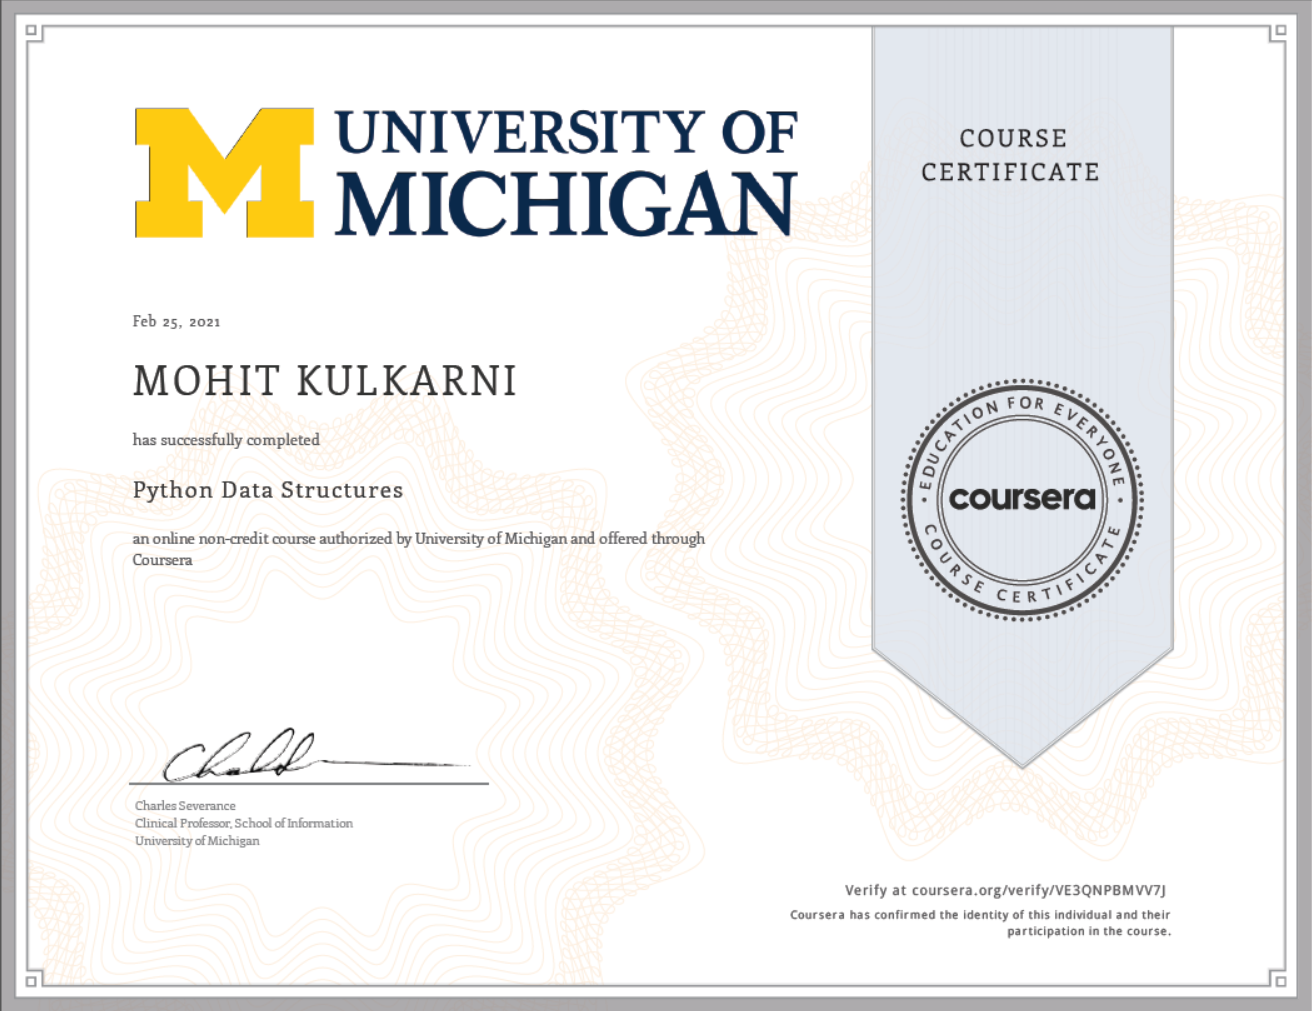 UNIVERSITY OF
MICHIGAN
COURSE
CERTIFICATE
Feb 25, 2021
MOHIT KULKARNI
has successfully completed
Python Data Structures
an online non-credit course authorized by University of Michigan and offered through
Coursera
EDUCATION FOR EVERYONE
coursera
COURSE CERTIFICATE
Charles Severance
Clinical Professor, School of Information
University of Michigan
Verify at coursera.org/verify/VE3QNPBMVV7J
Coursera has confirmed the identity of this individual and their
participation in the course.